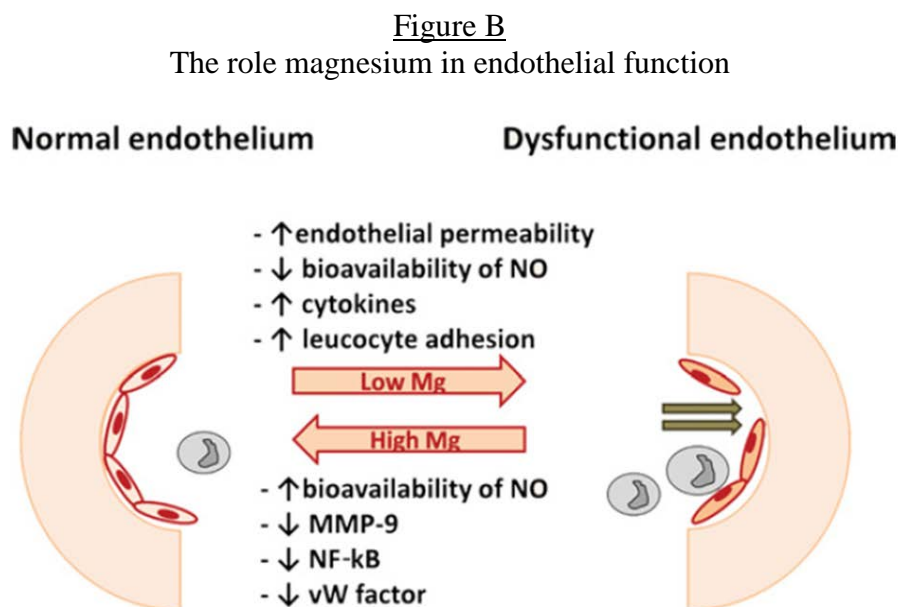 Figure B
The role magnesium in endothelial function
Normal endothelium
Dysfunctional endothelium
- ↑endothelial permeability
- ↓ bioavailability of NO
- ↑ cytokines
- ↑ leucocyte adhesion
Low Mg
High Mg
- ↑bioavailability of NO
- ↓ MMP-9
- ↓ NF-kB
- ↓ vW factor